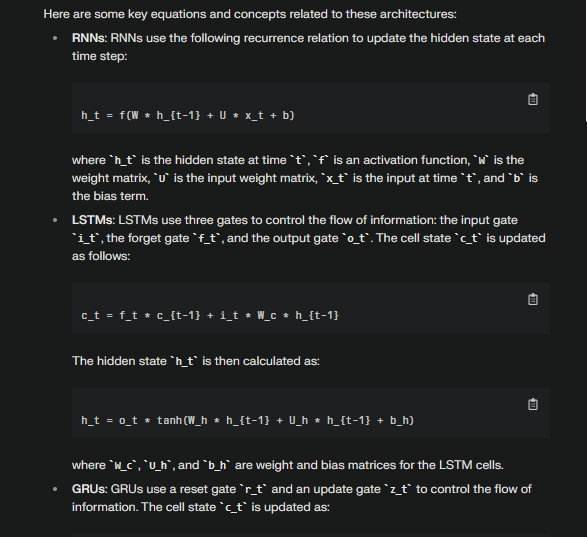 Here are some key equations and concepts related to these architectures:
• RNNs: RNNs use the following recurrence relation to update the hidden state at each
time step:
h_t = f(W * h_{t-1} + U * x_t + b)
where `h_t` is the hidden state at time `t`, `f` is an activation function, `W` is the
weight matrix, `U` is the input weight matrix, `x_t` is the input at time `t`, and `b` is
the bias term.
• LSTMs: LSTMs use three gates to control the flow of information: the input gate
`i_t`, the forget gate `f_t`, and the output gate `o_t`. The cell state `c_t` is updated
as follows:
c_t = f_t * c_{t-1} + i_t * W_c * h_{t-1}
The hidden state `h_t` is then calculated as:
h_t = o_t * tanh(W_h * h_{t-1} + U_h * h_{t-1} + b_h)
where `W_c`, `U_h`, and `b_h` are weight and bias matrices for the LSTM cells.
• GRUs: GRUs use a reset gate `r_t` and an update gate `z_t` to control the flow of
information. The cell state `c_t` is updated as: